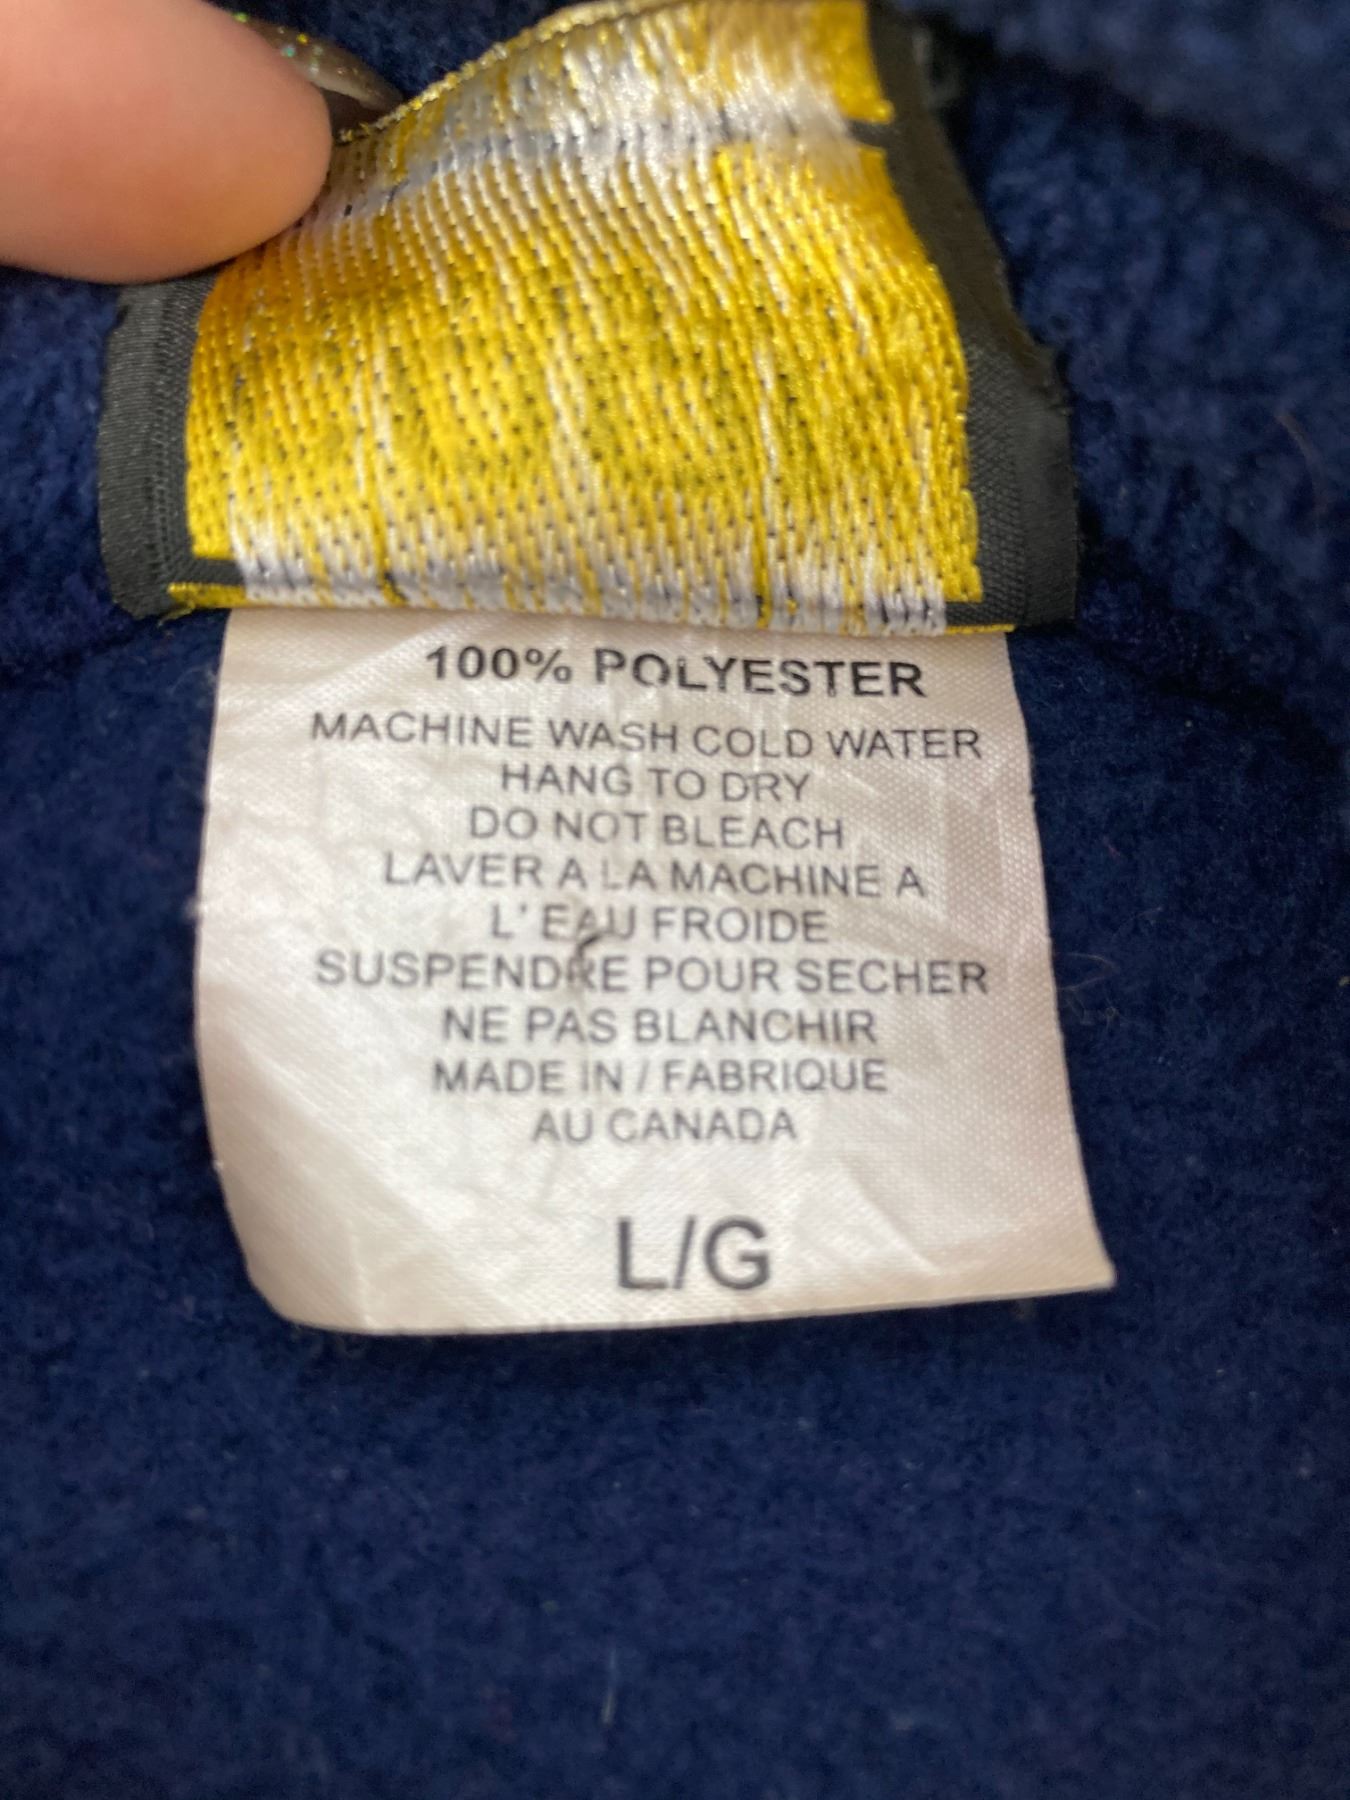 100% POLYESTER
MACHINE WASH COLD WATER
HANG TO DRY
DO NOT BLEACH
LAVER A LA MACHINE A
L' EAU FROIDE
SUSPENDRE POUR SECHER
NE PAS BLANCHIR
MADE IN / FABRIQUE
AU CANADA
L/G